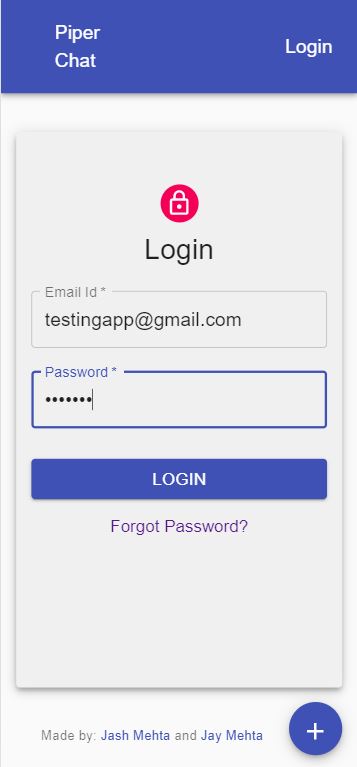 Piper
Chat
Login
Login
Email Id *
testingapp@gmail.com
Password *
•••••••
LOGIN
Forgot Password?
Made by: Jash Mehta and Jay Mehta
+